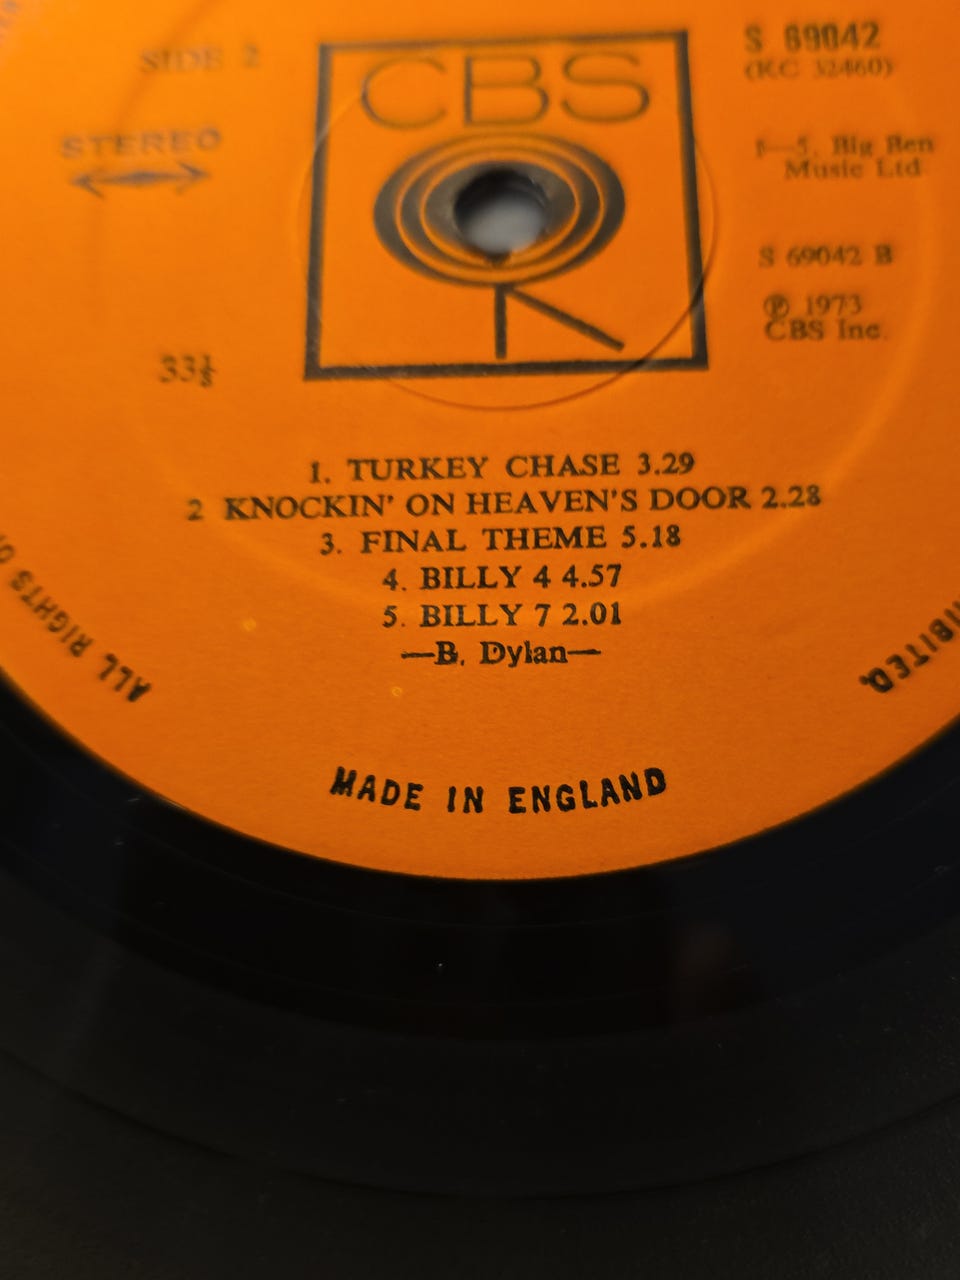 SIDE 2
STEREO
33⅓
CBS
S 69042
(KC 32460)
1—5. Big Ben
Music Ltd
S 69042 B
℗ 1973
CBS Inc.
1. TURKEY CHASE 3.29
2 KNOCKIN' ON HEAVEN'S DOOR 2.28
3. FINAL THEME 5.18
4. BILLY 4 4.57
5. BILLY 7 2.01
—B. Dylan—
ALL RIGHTS
MADE IN ENGLAND